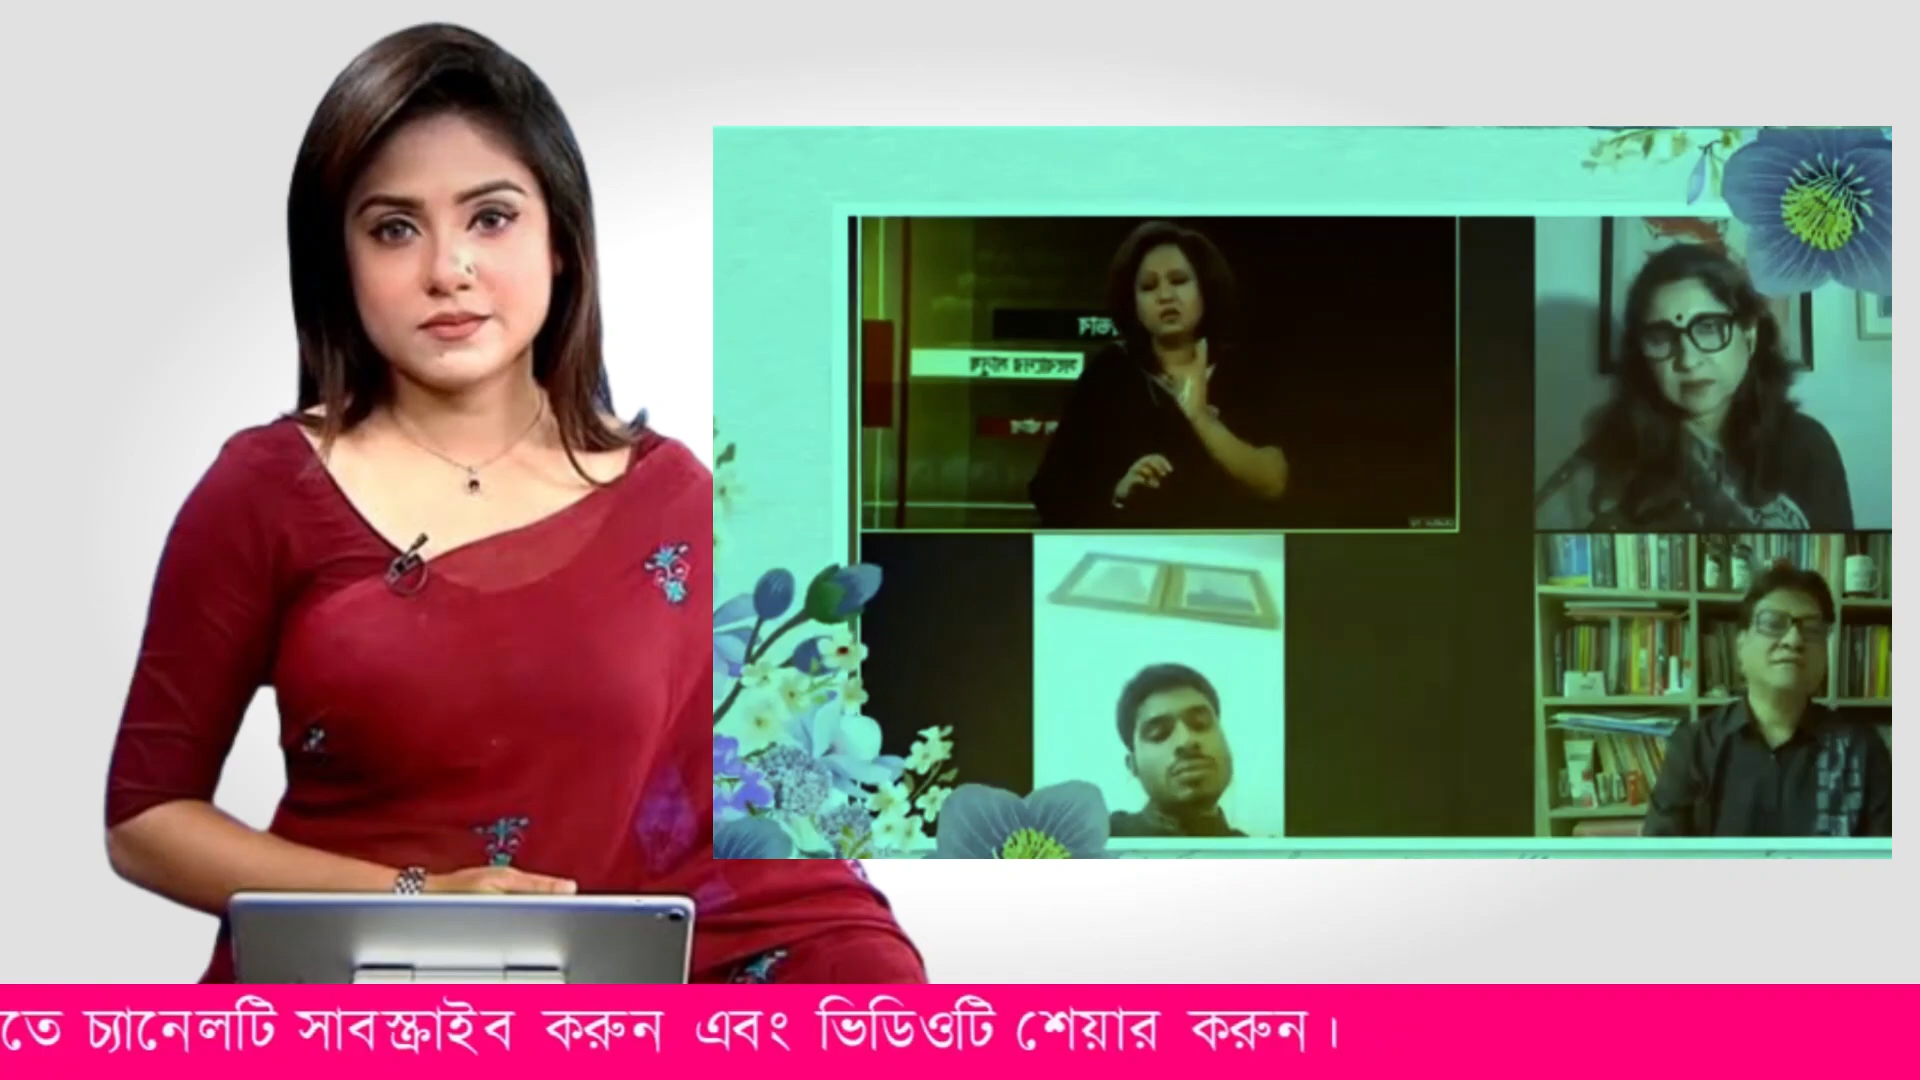 সংবাদের মানুষ
তে চ্যানেলটি সাবস্ক্রাইব করুন এবং ভিডিওটি শেয়ার করুন।